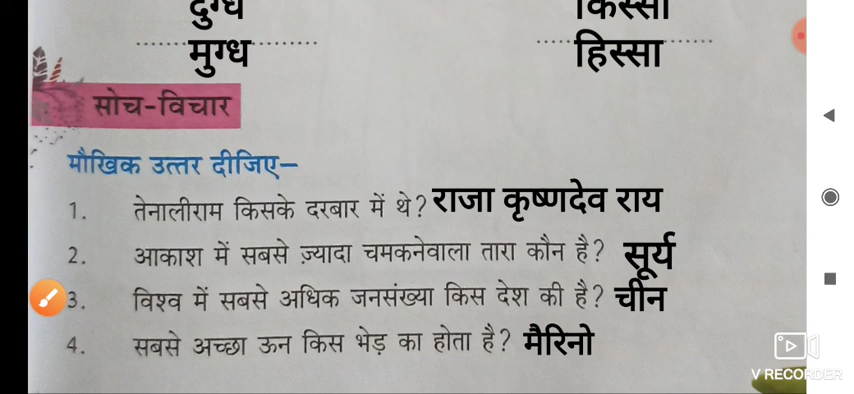 दुग्ध किस्सा
मुग्ध हिस्सा
सोच-विचार
मौखिक उत्तर दीजिए–
1. तेनालीराम किसके दरबार में थे? राजा कृष्णदेव राय
2. आकाश में सबसे ज़्यादा चमकनेवाला तारा कौन है? सूर्य
3. विश्व में सबसे अधिक जनसंख्या किस देश की है? चीन
4. सबसे अच्छा ऊन किस भेड़ का होता है? मैरिनो
V RECORDER